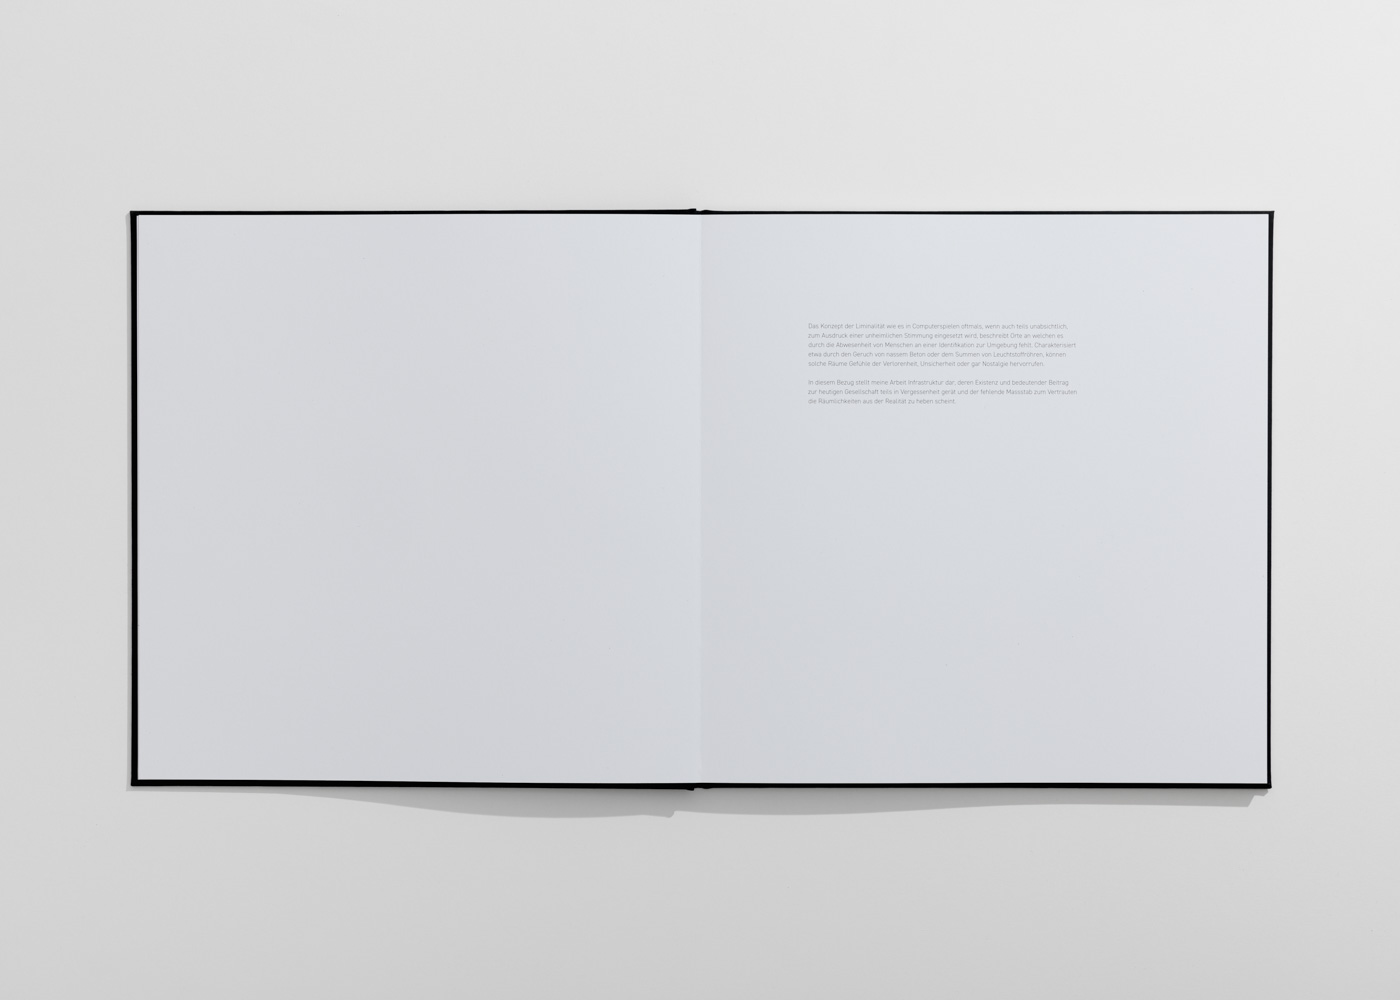 Das Konzept der Liminalität wie es in Computerspielen oftmals, wenn auch teils unabsichtlich,
zum Ausdruck einer unheimlichen Stimmung eingesetzt wird, beschreibt Orte an welchen es
durch die Abwesenheit von Menschen an einer Identifikation zur Umgebung fehlt. Charakterisiert
etwa durch den Geruch von nassem Beton oder dem Summen von Leuchtstoffröhren, können
solche Räume Gefühle der Verlorenheit, Unsicherheit oder gar Nostalgie hervorrufen.
In diesem Bezug stellt meine Arbeit Infrastruktur dar, deren Existenz und bedeutender Beitrag
zur heutigen Gesellschaft teils in Vergessenheit gerät und der fehlende Massstab zum Vertrauten
die Räumlichkeiten aus der Realität zu heben scheint.